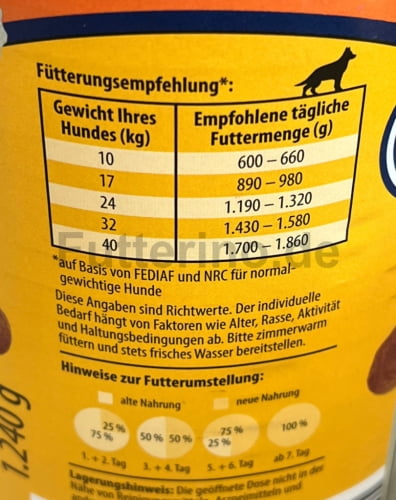 Fütterungsempfehlung*:
Gewicht Ihres Hundes (kg) Empfohlene tägliche Futtermenge (g)
10 600 – 660
17 890 – 980
24 1.190 – 1.320
32 1.430 – 1.580
40 1.700 – 1.860
Futterino.de
*auf Basis von FEDIAF und NRC für normal-
gewichtige Hunde
Diese Angaben sind Richtwerte. Der individuelle
Bedarf hängt von Faktoren wie Alter, Rasse, Aktivität
und Haltungsbedingungen ab. Bitte zimmerwarm
füttern und stets frisches Wasser bereitstellen.
Hinweise zur Futterumstellung:
alte Nahrung neue Nahrung
25 % 75 % 50 % 50 % 75 % 25 % 100 %
1. + 2. Tag 3. + 4. Tag 5. + 6. Tag ab 7. Tag
Lagerungshinweis: Die geöffnete Dose nicht in der
Nähe von
1.240g